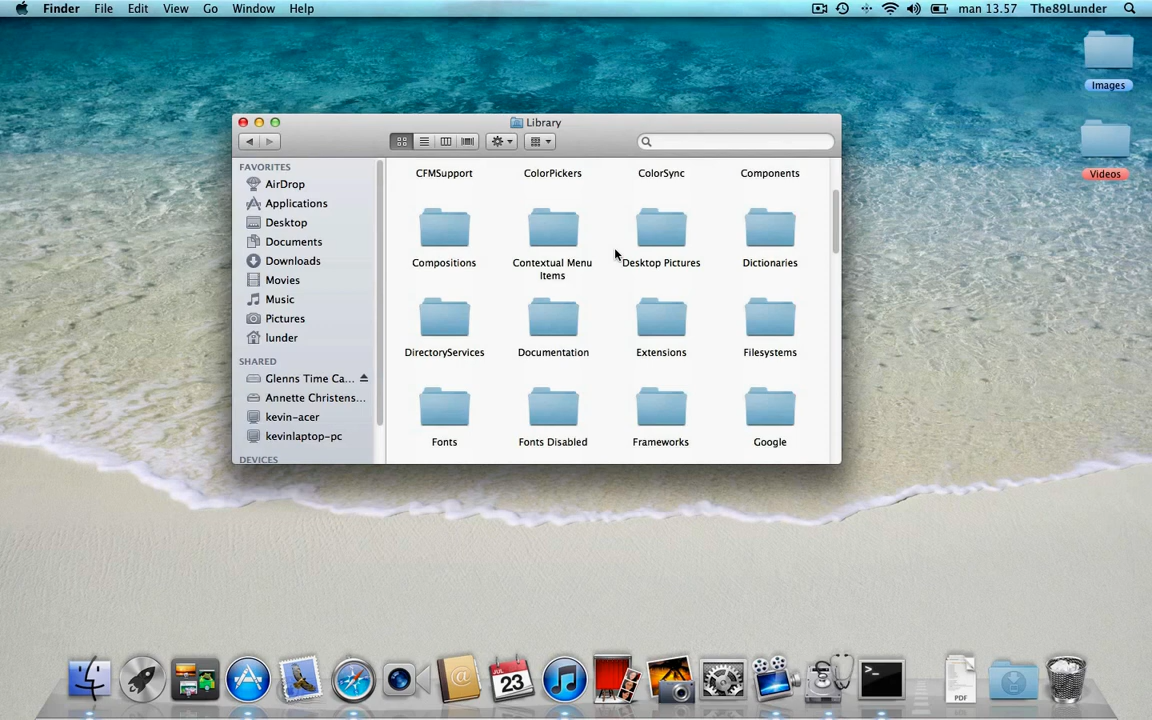 Finder File Edit View Go Window Help man 13.57 The89Lunder
Images
Videos
Library
FAVORITES
AirDrop
Applications
Desktop
Documents
Downloads
Movies
Music
Pictures
lunder
SHARED
Glenns Time Ca...
Annette Christens...
kevin-acer
kevinlaptop-pc
DEVICES
CFMSupport ColorPickers ColorSync Components
Compositions Contextual Menu Items Desktop Pictures Dictionaries
DirectoryServices Documentation Extensions Filesystems
Fonts Fonts Disabled Frameworks Google
JUL
23
>_
PDF